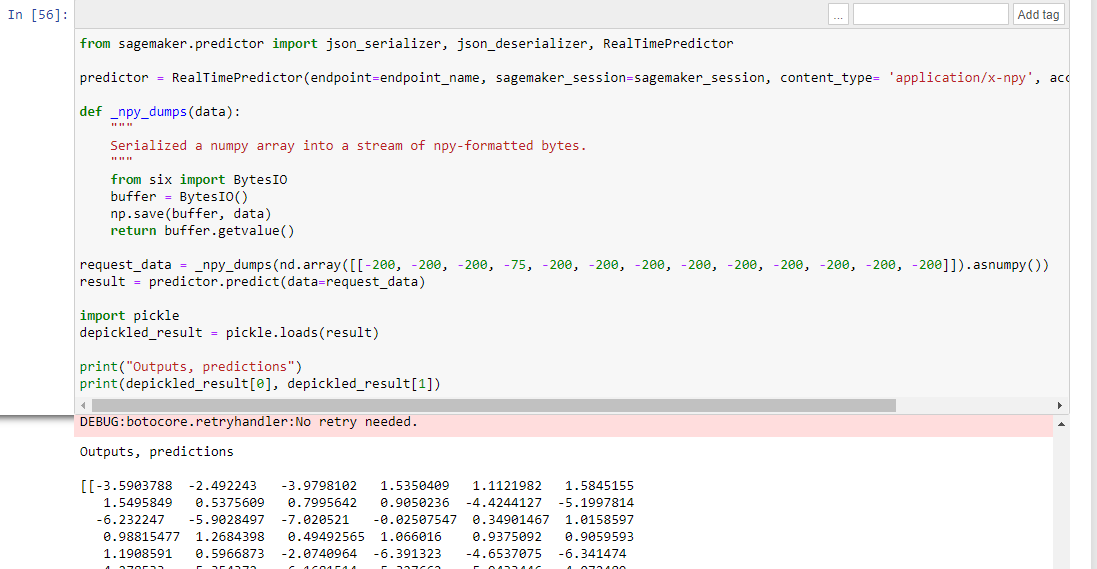 In [56]:
... Add tag
from sagemaker.predictor import json_serializer, json_deserializer, RealTimePredictor
predictor = RealTimePredictor(endpoint=endpoint_name, sagemaker_session=sagemaker_session, content_type= 'application/x-npy', acc
def _npy_dumps(data):
"""
Serialized a numpy array into a stream of npy-formatted bytes.
"""
from six import BytesIO
buffer = BytesIO()
np.save(buffer, data)
return buffer.getvalue()
request_data = _npy_dumps(nd.array([[-200, -200, -200, -75, -200, -200, -200, -200, -200, -200, -200, -200, -200]]).asnumpy())
result = predictor.predict(data=request_data)
import pickle
depickled_result = pickle.loads(result)
print("Outputs, predictions")
print(depickled_result[0], depickled_result[1])
DEBUG:botocore.retryhandler:No retry needed.
Outputs, predictions
[[-3.5903788 -2.492243 -3.9798102 1.5350409 1.1121982 1.5845155
1.5495849 0.5375609 0.7995642 0.9050236 -4.4244127 -5.1997814
-6.232247 -5.9028497 -7.020521 -0.02507547 0.34901467 1.0158597
0.98815477 1.2684398 0.49492565 1.066016 0.9375092 0.9059593
1.1908591 0.5966873 -2.0740964 -6.391323 -4.6537075 -6.341474